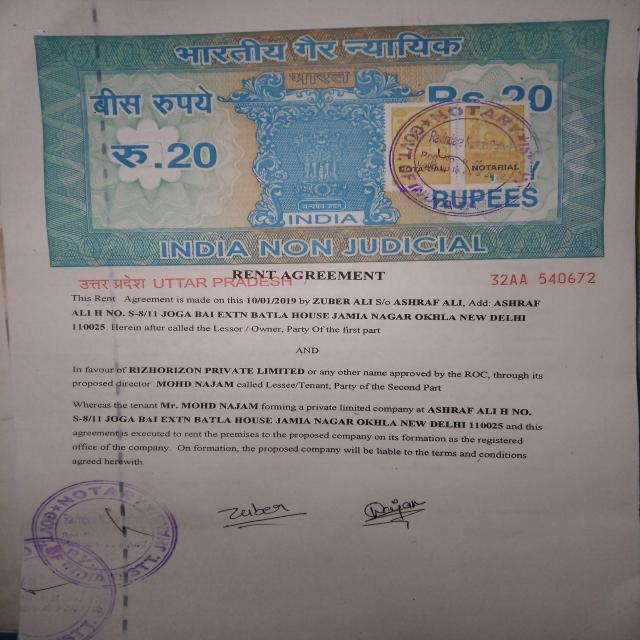 भारतीय गैर न्यायिक
भारत
बीस रुपये
रु.20
Rs.20
RUPEES
NOTARIAL NOTARIAL
सत्यमेव जयते
INDIA
INDIA NON JUDICIAL
उत्तर प्रदेश UTTAR PRADESH
32AA 540672
RENT AGREEMENT
This Rent Agreement is made on this 10/01/2019 by ZUBER ALI S/o ASHRAF ALI, Add: ASHRAF
ALI H NO. S-8/11 JOGA BAI EXTN BATLA HOUSE JAMIA NAGAR OKHLA NEW DELHI
110025. Herein after called the Lessor / Owner, Party Of the first part
AND
In favour of RIZHORIZON PRIVATE LIMITED or any other name approved by the ROC, through its
proposed director MOHD NAJAM called Lessee/Tenant, Party of the Second Part
Whereas the tenant Mr. MOHD NAJAM forming a private limited company at ASHRAF ALI H NO.
S-8/11 JOGA BAI EXTN BATLA HOUSE JAMIA NAGAR OKHLA NEW DELHI 110025 and this
agreement is executed to rent the premises to the proposed company on its formation as the registered
office of the company. On formation, the proposed company will be liable to the terms and conditions
agreed herewith.
Zuber
NOTARY